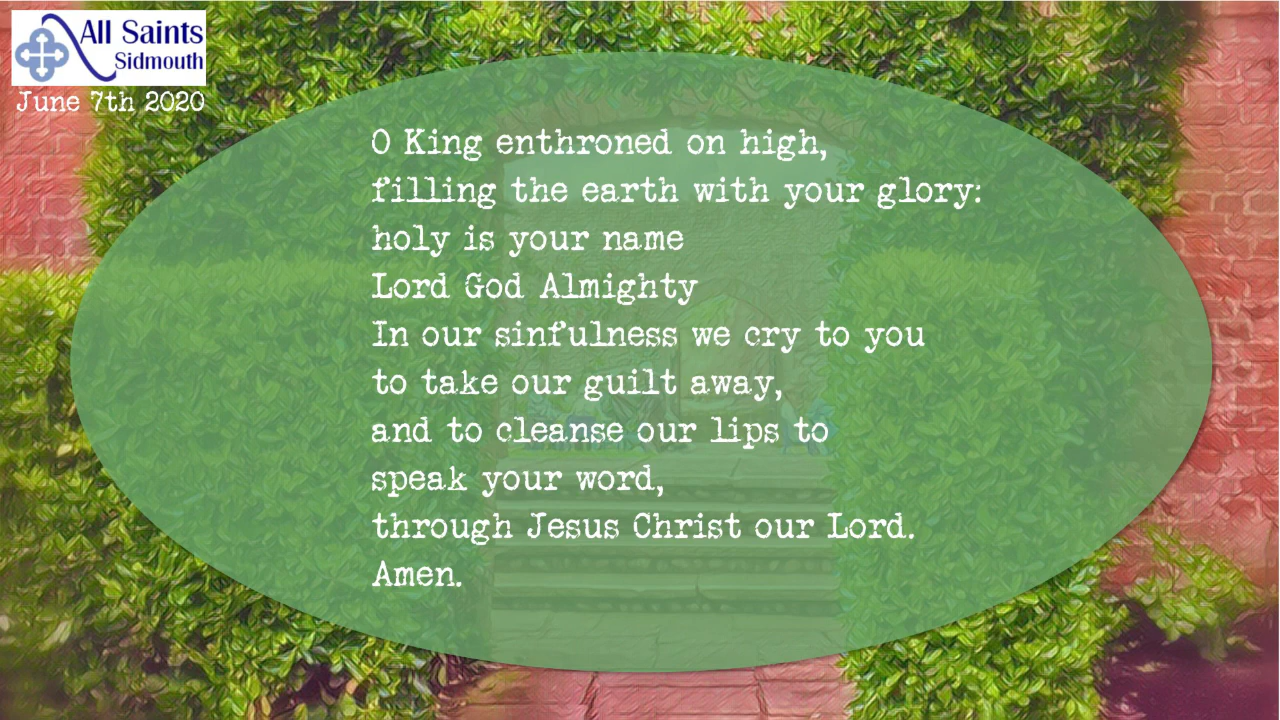 All Saints
Sidmouth
June 7th 2020
O King enthroned on high,
filling the earth with your glory:
holy is your name
Lord God Almighty
In our sinfulness we cry to you
to take our guilt away,
and to cleanse our lips to
speak your word,
through Jesus Christ our Lord.
Amen.